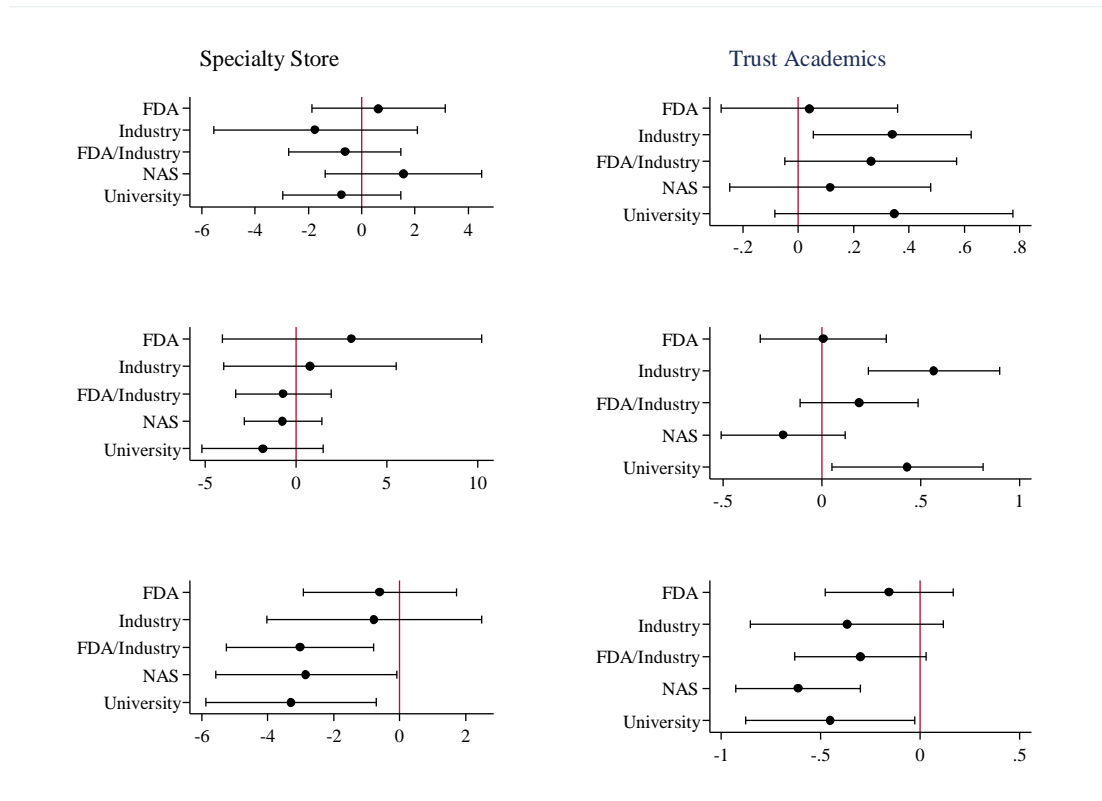 Specialty Store
FDA
Industry
FDA/Industry
NAS
University
-6 -4 -2 0 2 4
Trust Academics
FDA
Industry
FDA/Industry
NAS
University
-.2 0 .2 .4 .6 .8
FDA
Industry
FDA/Industry
NAS
University
-5 0 5 10
FDA
Industry
FDA/Industry
NAS
University
-.5 0 .5 1
FDA
Industry
FDA/Industry
NAS
University
-6 -4 -2 0 2
FDA
Industry
FDA/Industry
NAS
University
-1 -.5 0 .5